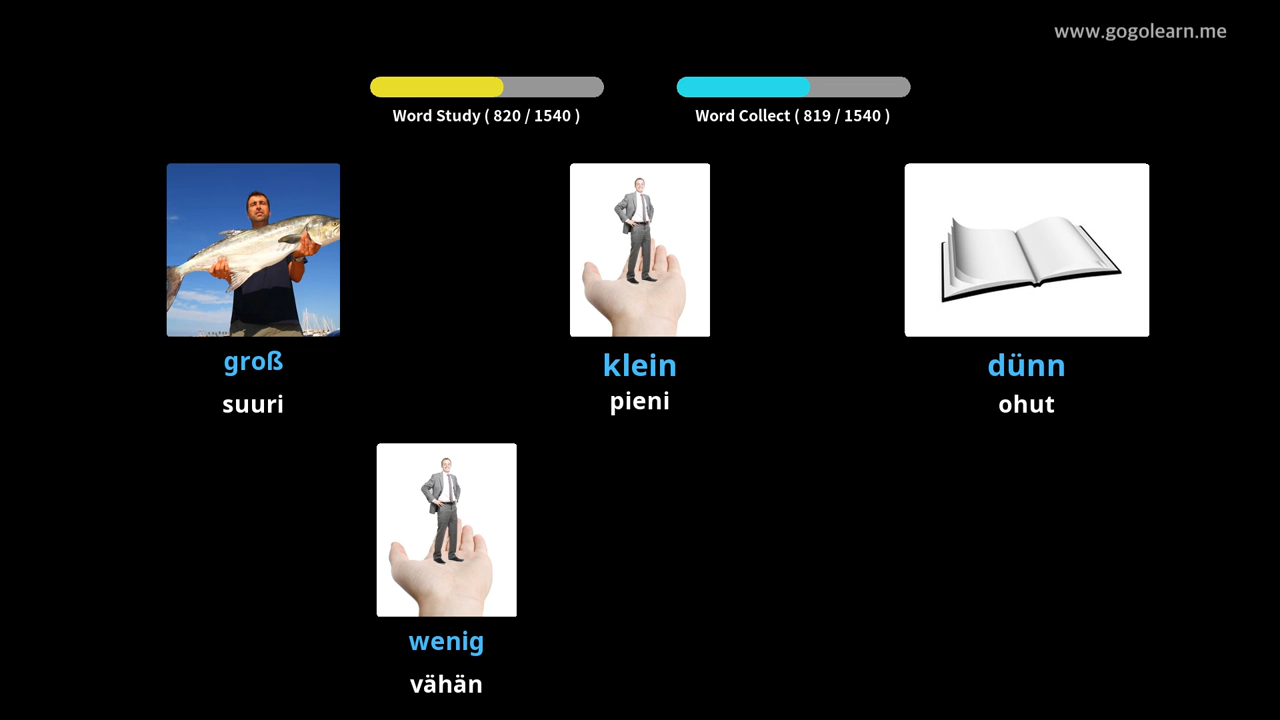 www.gogolearn.me
Word Study ( 820 / 1540 )
Word Collect ( 819 / 1540 )
groß
suuri
klein
pieni
dünn
ohut
wenig
vähän